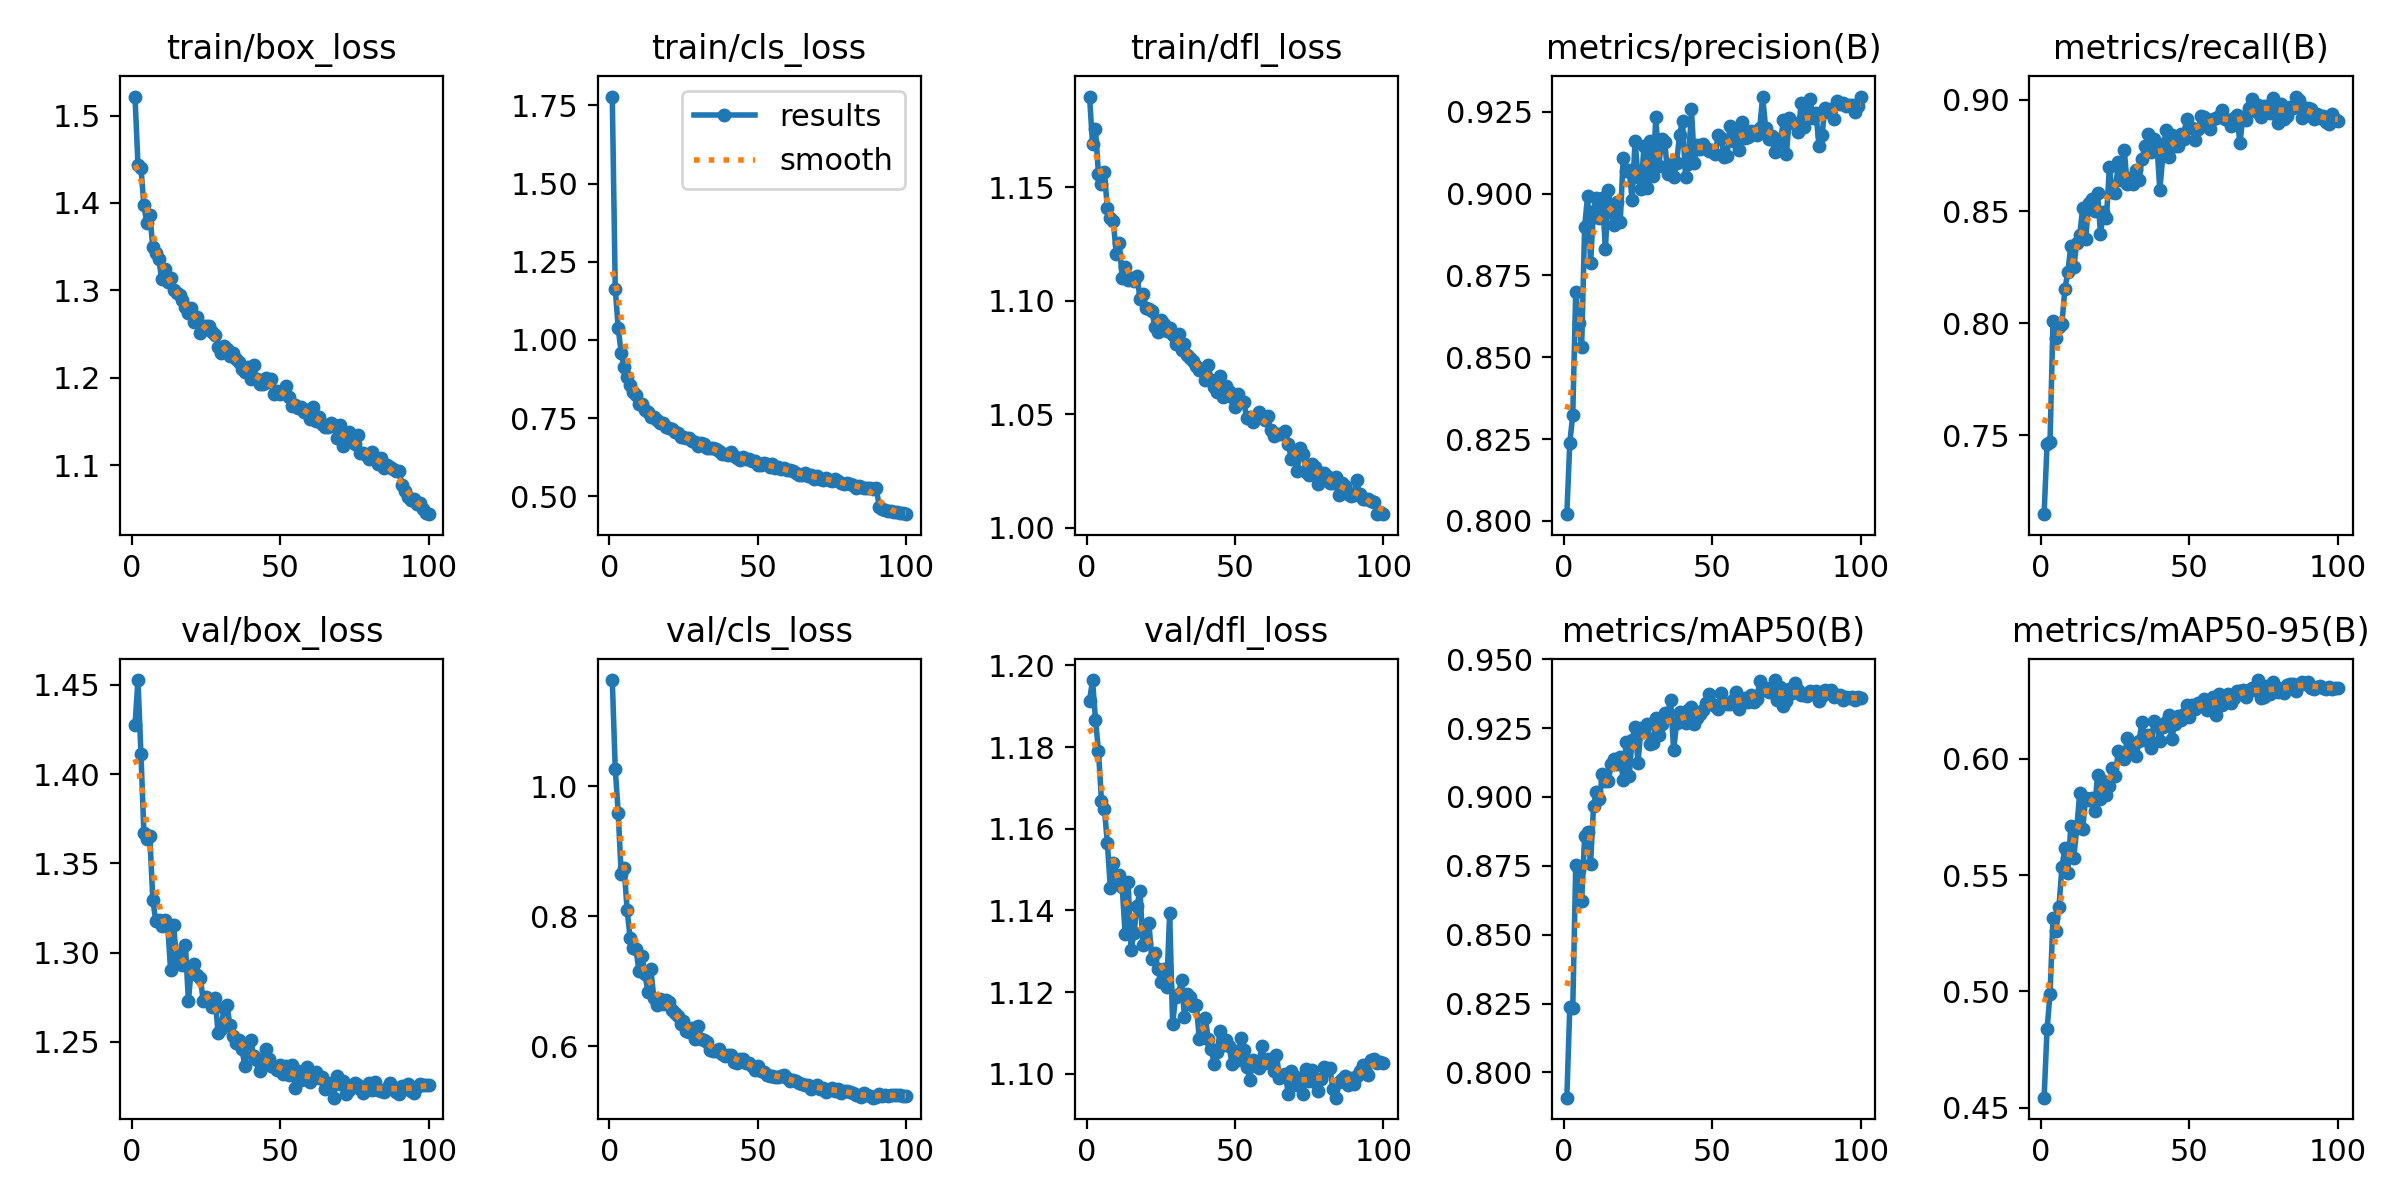 train/box_loss
1.5
1.4
1.3
1.2
1.1
0 50 100
train/cls_loss
results
smooth
1.75
1.50
1.25
1.00
0.75
0.50
0 50 100
train/dfl_loss
1.15
1.10
1.05
1.00
0 50 100
metrics/precision(B)
0.925
0.900
0.875
0.850
0.825
0.800
0 50 100
metrics/recall(B)
0.90
0.85
0.80
0.75
0 50 100
val/box_loss
1.45
1.40
1.35
1.30
1.25
0 50 100
val/cls_loss
1.0
0.8
0.6
0 50 100
val/dfl_loss
1.20
1.18
1.16
1.14
1.12
1.10
0 50 100
metrics/mAP50(B)
0.950
0.925
0.900
0.875
0.850
0.825
0.800
0 50 100
metrics/mAP50-95(B)
0.60
0.55
0.50
0.45
0 50 100